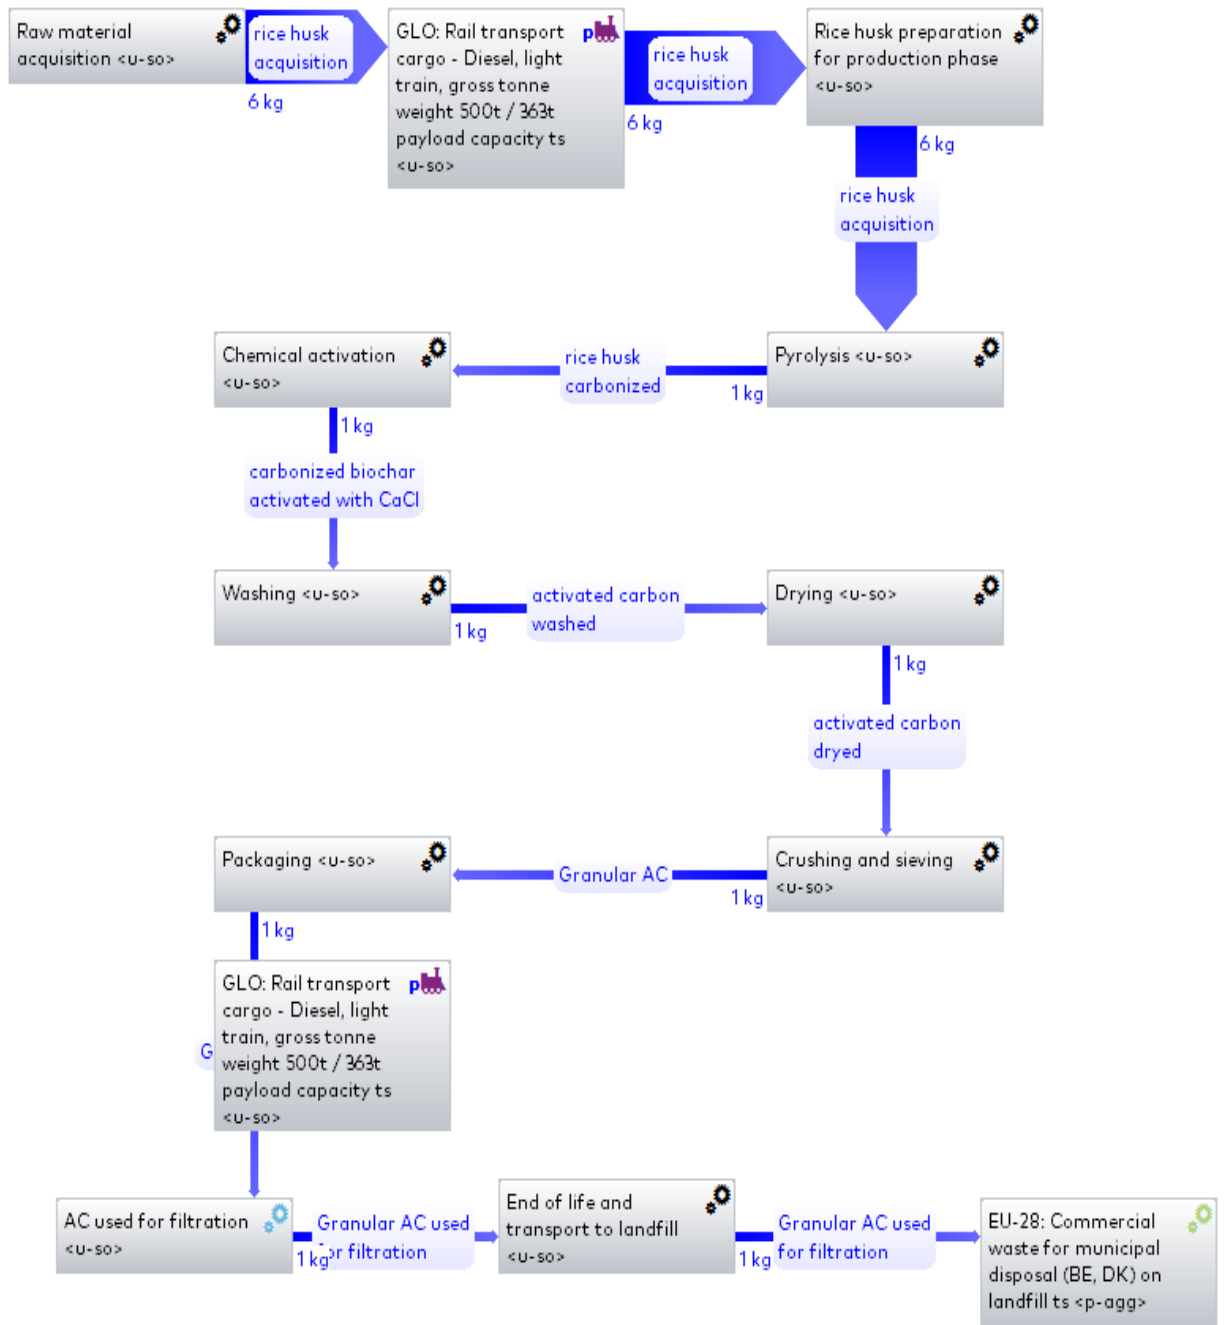 Raw material
acquisition <u-so>
rice husk
acquisition
6 kg
GLO: Rail transport
cargo - Diesel, light
train, gross tonne
weight 500t / 363t
payload capacity ts
<u-so>
p
rice husk
acquisition
6 kg
Rice husk preparation
for production phase
<u-so>
6 kg
rice husk
acquisition
Pyrolysis <u-so>
rice husk
carbonized
1 kg
Chemical activation
<u-so>
1 kg
carbonized biochar
activated with CaCl
Washing <u-so>
activated carbon
washed
1 kg
Drying <u-so>
1 kg
activated carbon
dryed
Crushing and sieving
<u-so>
Granular AC
1 kg
Packaging <u-so>
1 kg
GLO: Rail transport
cargo - Diesel, light
train, gross tonne
weight 500t / 363t
payload capacity ts
<u-so>
p
G
AC used for filtration
<u-so>
Granular AC used
for filtration
1 kg
End of life and
transport to landfill
<u-so>
Granular AC used
for filtration
1 kg
EU-28: Commercial
waste for municipal
disposal (BE, DK) on
landfill ts <p-agg>